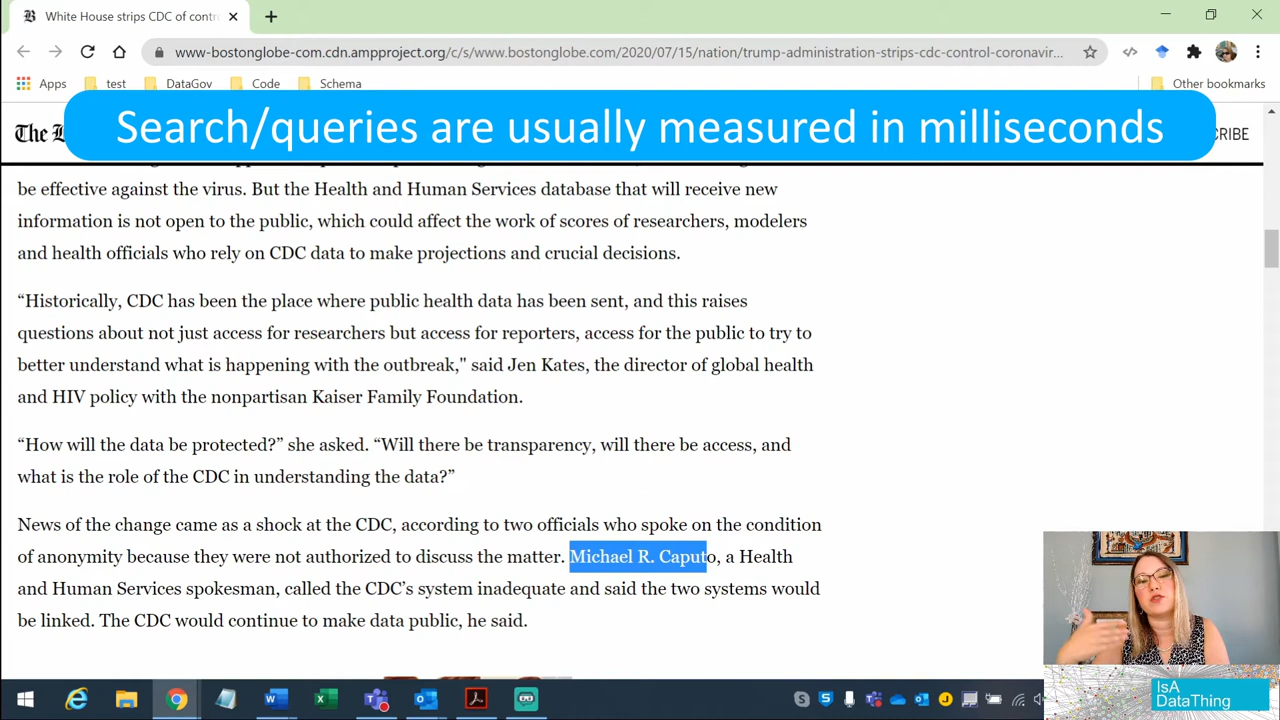 White House strips CDC of contr
www-bostonglobe-com.cdn.ampproject.org/c/s/www.bostonglobe.com/2020/07/15/nation/trump-administration-strips-cdc-control-coronavir...
Apps test DataGov Code Schema Other bookmarks
Search/queries are usually measured in milliseconds
be effective against the virus. But the Health and Human Services database that will receive new
information is not open to the public, which could affect the work of scores of researchers, modelers
and health officials who rely on CDC data to make projections and crucial decisions.
“Historically, CDC has been the place where public health data has been sent, and this raises
questions about not just access for researchers but access for reporters, access for the public to try to
better understand what is happening with the outbreak," said Jen Kates, the director of global health
and HIV policy with the nonpartisan Kaiser Family Foundation.
“How will the data be protected?” she asked. “Will there be transparency, will there be access, and
what is the role of the CDC in understanding the data?”
News of the change came as a shock at the CDC, according to two officials who spoke on the condition
of anonymity because they were not authorized to discuss the matter. Michael R. Caputo, a Health
and Human Services spokesman, called the CDC’s system inadequate and said the two systems would
be linked. The CDC would continue to make data public, he said.
IsA
DataThing